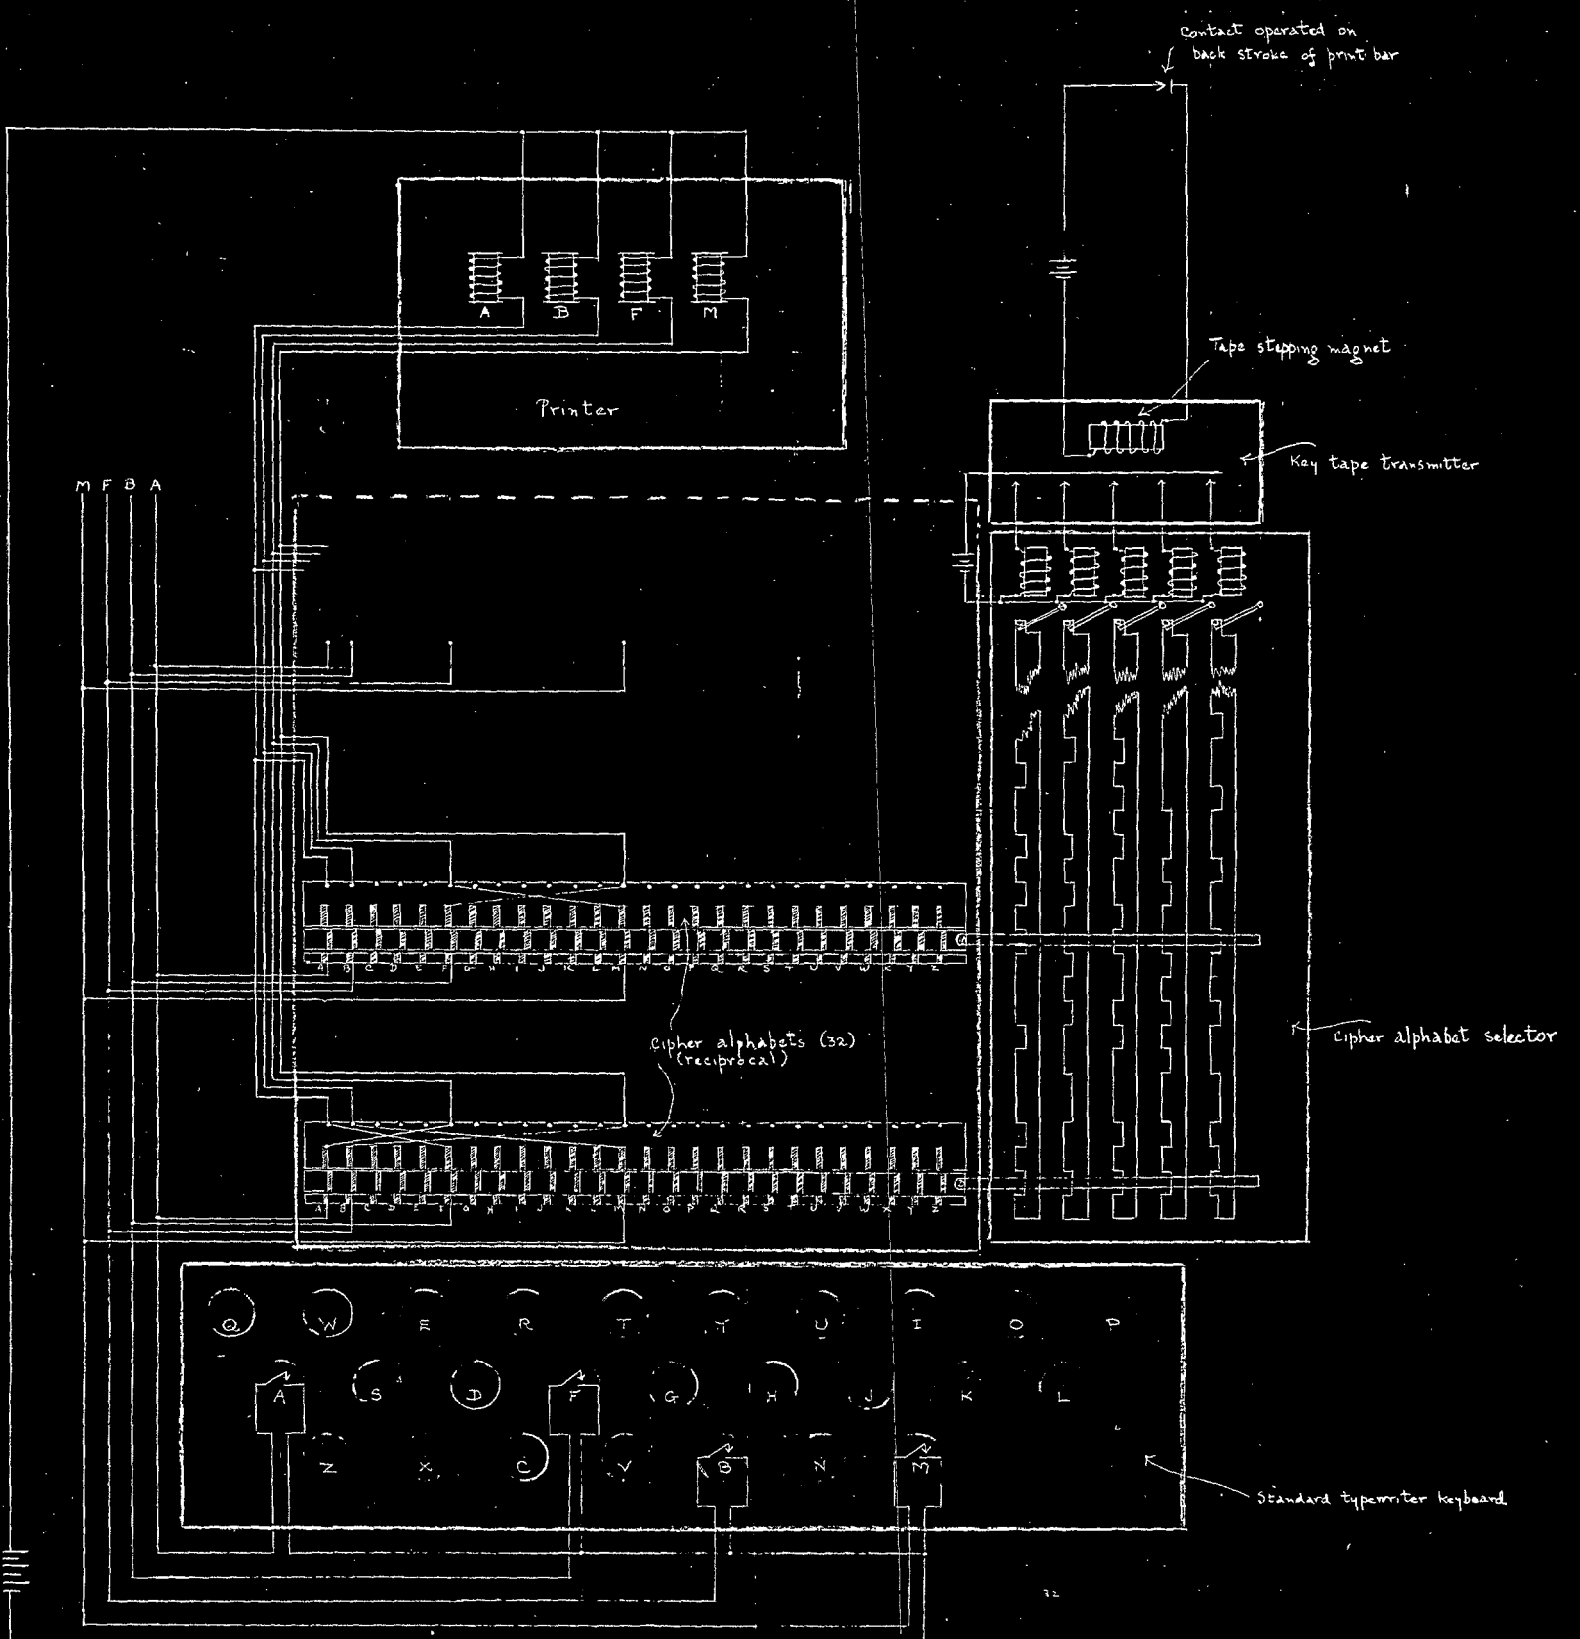 Contact operated on
back stroke of print bar
A B F M
Tape stepping magnet
Printer
Key tape transmitter
M F B A
A B C D E F G H I J K L M N O P Q R S T U V W X Y Z
Cipher alphabets (32)
(reciprocal)
Cipher alphabet selector
A B C D E F G H I J K L M N O P Q R S T U V W X Y Z
Q W E R T Y U I O P
A S D F G H J K L
Z X C V B N M
Standard typewriter keyboard
32